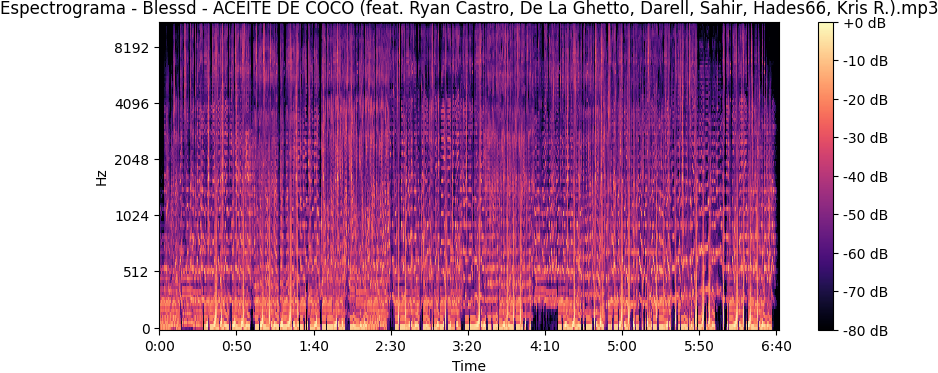 Espectrograma - Blessd - ACEITE DE COCO (feat. Ryan Castro, De La Ghetto, Darell, Sahir, Hades66, Kris R.).mp3
+0 dB
8192
-10 dB
4096
-20 dB
-30 dB
2048
Hz
-40 dB
1024
-50 dB
512
-60 dB
-70 dB
0
-80 dB
0:00 0:50 1:40 2:30 3:20 4:10 5:00 5:50 6:40
Time